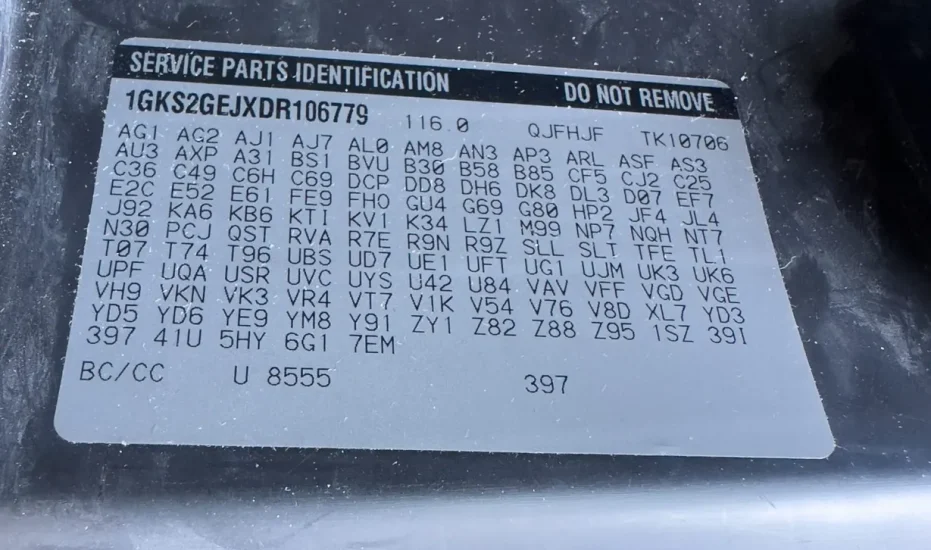 SERVICE PARTS IDENTIFICATION DO NOT REMOVE
1GKS2GEJXDR106779 116.0 QJFHJF TK10706
AG1 AG2 AJ1 AJ7 AL0 AM8 AN3 AP3 ARL ASF AS3
AU3 AXP A31 BS1 BVU B30 B58 B85 CF5 CJ2 C25
C36 C49 C6H C69 DCP DD8 DH6 DK8 DL3 D07 EF7
E2C E52 E61 FE9 FHO GU4 G69 G80 HP2 JF4 JL4
J92 KA6 KB6 KTI KV1 K34 LZ1 M99 NP7 NQH NT7
N30 PCJ QST RVA R7E R9N R9Z SLL SLT TFE TL1
T07 T74 T96 UBS UD7 UE1 UFT UG1 UJM UK3 UK6
UPF UQA USR UVC UYS U42 U84 VAV VFF VGD VGE
VH9 VKN VK3 VR4 VT7 V1K V54 V76 V8D XL7 YD3
YD5 YD6 YE9 YM8 Y91 ZY1 Z82 Z88 Z95 1SZ 39I
397 41U 5HY 6G1 7EM
BC/CC U 8555 397